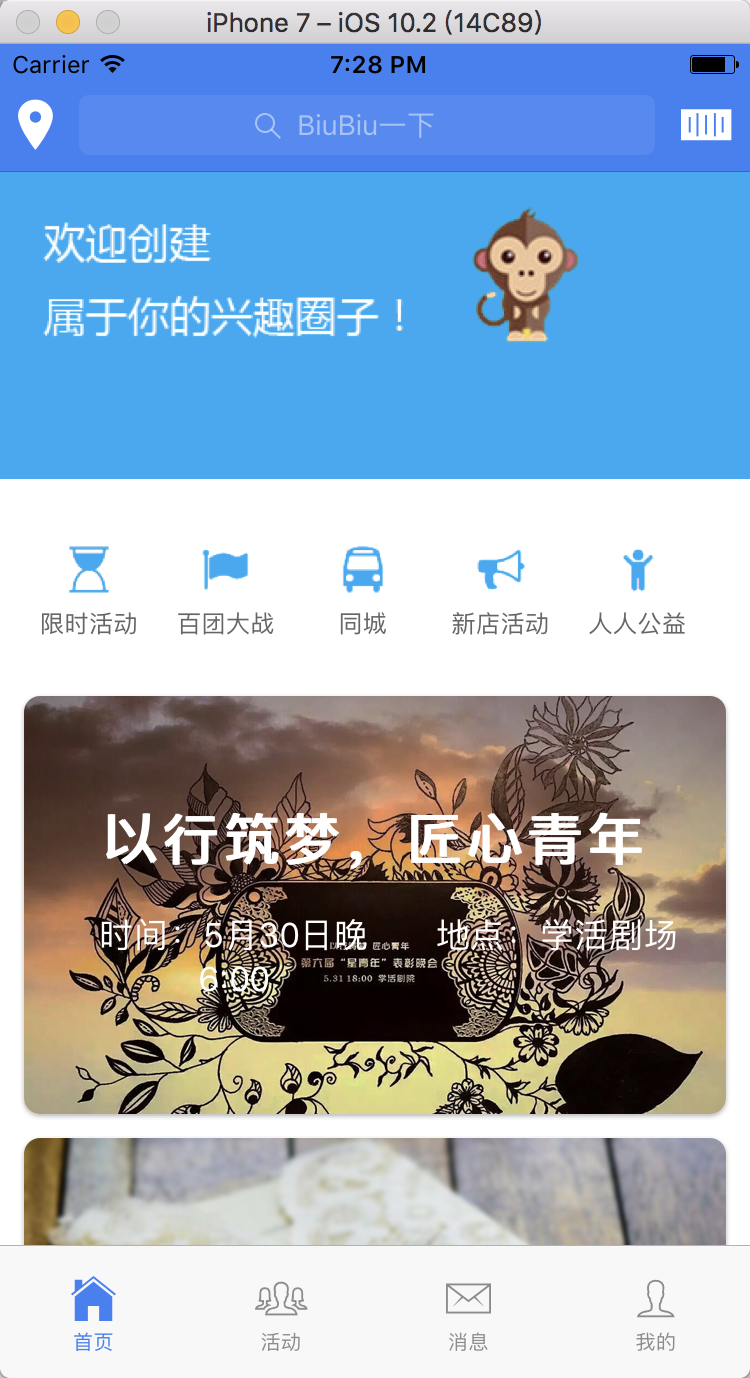 iPhone 7 – iOS 10.2 (14C89)
Carrier
7:28 PM
BiuBiu一下
欢迎创建
属于你的兴趣圈子！
限时活动
百团大战
同城
新店活动
人人公益
以行筑梦，匠心青年
时间：5月30日晚
6:00
地点：学活剧场
以行筑梦 匠心青年
第六届“星青年”表彰晚会
5.31 18:00 学活剧院
首页
活动
消息
我的